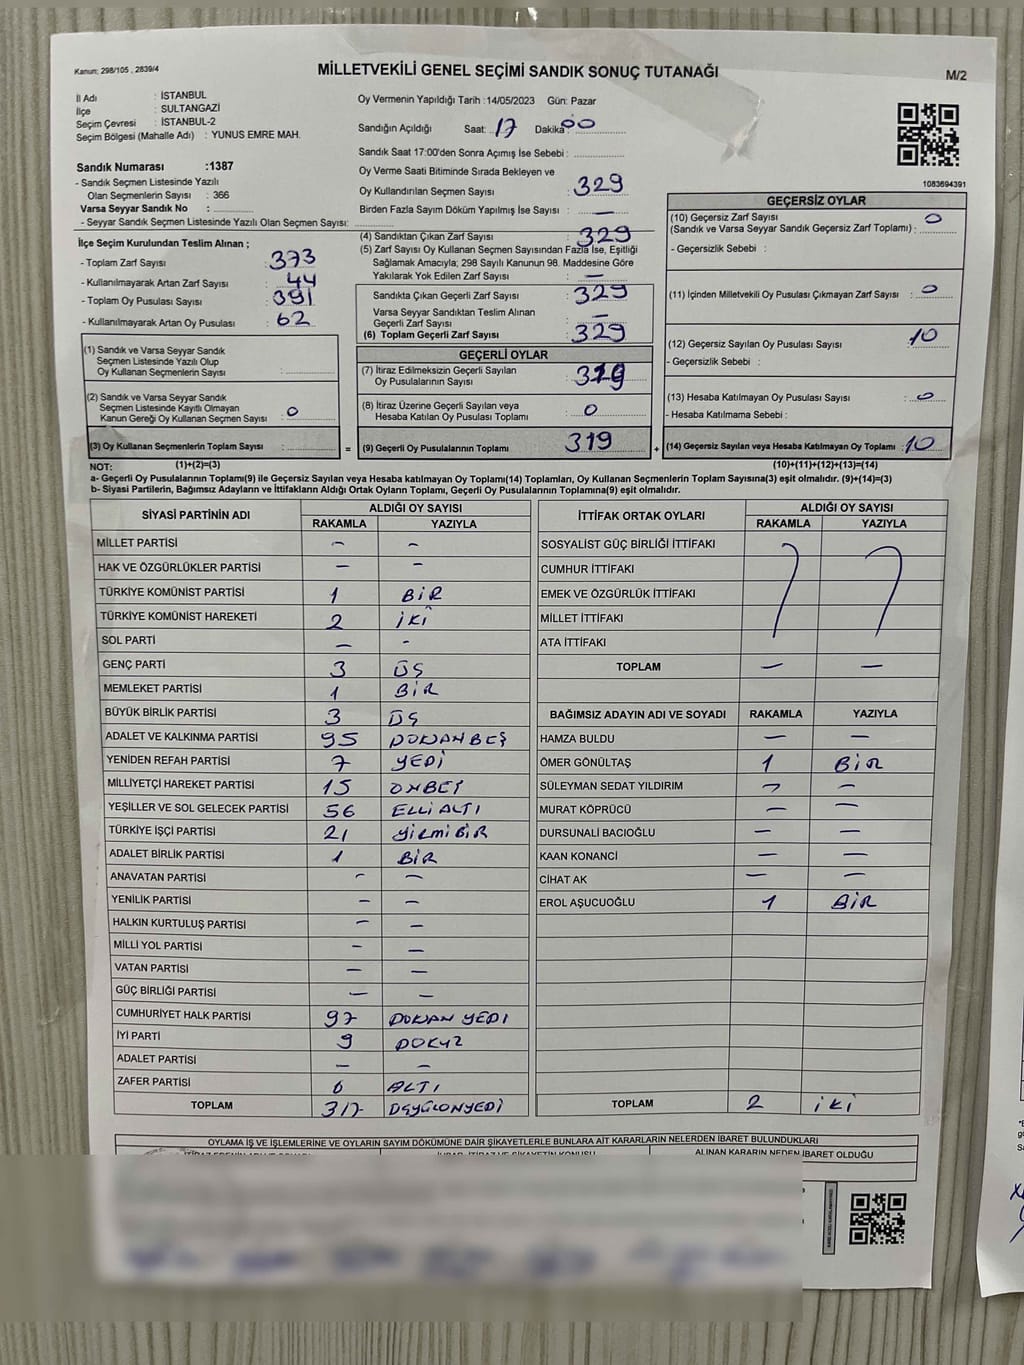 Kanun: 298/105 , 2839/4
MİLLETVEKİLİ GENEL SEÇİMİ SANDIK SONUÇ TUTANAĞI
M/2
İl Adı : İSTANBUL
İlçe : SULTANGAZİ
Seçim Çevresi : İSTANBUL-2
Seçim Bölgesi (Mahalle Adı) : YUNUS EMRE MAH.
Sandık Numarası :1387
- Sandık Seçmen Listesinde Yazılı
Olan Seçmenlerin Sayısı : 366
Varsa Seyyar Sandık No :
- Seyyar Sandık Seçmen Listesinde Yazılı Olan Seçmen Sayısı:
Oy Vermenin Yapıldığı Tarih :14/05/2023 Gün: Pazar
Sandığın Açıldığı Saat: 17 Dakika: 00
Sandık Saat 17:00'den Sonra Açımış İse Sebebi :
Oy Verme Saati Bitiminde Sırada Bekleyen ve
Oy Kullandırılan Seçmen Sayısı : 329
Birden Fazla Sayım Döküm Yapılmış İse Sayısı : —
1083694391
İlçe Seçim Kurulundan Teslim Alınan ;
- Toplam Zarf Sayısı : 373
- Kullanılmayarak Artan Zarf Sayısı : 44
- Toplam Oy Pusulası Sayısı : 391
- Kullanılmayarak Artan Oy Pusulası : 62
(4) Sandıktan Çıkan Zarf Sayısı : 329
(5) Zarf Sayısı Oy Kullanan Seçmen Sayısından Fazla İse, Eşitliği
Sağlamak Amacıyla; 298 Sayılı Kanunun 98. Maddesine Göre
Yakılarak Yok Edilen Zarf Sayısı : —
Sandıkta Çıkan Geçerli Zarf Sayısı : 329
Varsa Seyyar Sandıktan Teslim Alınan
Geçerli Zarf Sayısı : —
(6) Toplam Geçerli Zarf Sayısı : 329
GEÇERSİZ OYLAR
(10) Geçersiz Zarf Sayısı
(Sandık ve Varsa Seyyar Sandık Geçersiz Zarf Toplamı) : 0
- Geçersizlik Sebebi :
(11) İçinden Milletvekili Oy Pusulası Çıkmayan Zarf Sayısı : 0
(12) Geçersiz Sayılan Oy Pusulası Sayısı : 10
- Geçersizlik Sebebi :
(13) Hesaba Katılmayan Oy Pusulası Sayısı : 0
- Hesaba Katılmama Sebebi :
(14) Geçersiz Sayılan veya Hesaba Katılmayan Oy Toplamı : 10
(1) Sandık ve Varsa Seyyar Sandık
Seçmen Listesinde Yazılı Olup
Oy Kullanan Seçmenlerin Sayısı :
(2) Sandık ve Varsa Seyyar Sandık
Seçmen Listesinde Kayıtlı Olmayan
Kanun Gereği Oy Kullanan Seçmen Sayısı : 0
(3) Oy Kullanan Seçmenlerin Toplam Sayısı : =
GEÇERLİ OYLAR
(7) İtiraz Edilmeksizin Geçerli Sayılan
Oy Pusulalarının Sayısı : 319
(8) İtiraz Üzerine Geçerli Sayılan veya
Hesaba Katılan Oy Pusulası Toplamı : 0
(9) Geçerli Oy Pusulalarının Toplamı : 319 +
NOT: (1)+(2)=(3) (10)+(11)+(12)+(13)=(14)
a- Geçerli Oy Pusulalarının Toplamı(9) ile Geçersiz Sayılan veya Hesaba katılmayan Oy Toplamı(14) Toplamları, Oy Kullanan Seçmenlerin Toplam Sayısına(3) eşit olmalıdır. (9)+(14)=(3)
b- Siyasi Partilerin, Bağımsız Adayların ve İttifakların Aldığı Ortak Oyların Toplamı, Geçerli Oy Pusulalarının Toplamına(9) eşit olmalıdır.
SİYASİ PARTİNİN ADI ALDIĞI OY SAYISI
RAKAMLA YAZIYLA
MİLLET PARTİSİ — —
HAK VE ÖZGÜRLÜKLER PARTİSİ — —
TÜRKİYE KOMÜNİST PARTİSİ 1 BİR
TÜRKİYE KOMÜNİST HAREKETİ 2 İKİ
SOL PARTİ — -
GENÇ PARTİ 3 ÜŞ
MEMLEKET PARTİSİ 1 BİR
BÜYÜK BİRLİK PARTİSİ 3 ÜŞ
ADALET VE KALKINMA PARTİSİ 95 DOKSANBEŞ
YENİDEN REFAH PARTİSİ 7 YEDİ
MİLLİYETÇİ HAREKET PARTİSİ 15 ONBEŞ
YEŞİLLER VE SOL GELECEK PARTİSİ 56 ELLİALTI
TÜRKİYE İŞÇİ PARTİSİ 21 YİRMİBİR
ADALET BİRLİK PARTİSİ 1 BİR
ANAVATAN PARTİSİ — —
YENİLİK PARTİSİ — —
HALKIN KURTULUŞ PARTİSİ — —
MİLLİ YOL PARTİSİ — —
VATAN PARTİSİ — —
GÜÇ BİRLİĞİ PARTİSİ — —
CUMHURİYET HALK PARTİSİ 97 DOKSAN YEDI
İYİ PARTİ 9 DOKUZ
ADALET PARTİSİ — —
ZAFER PARTİSİ 6 ALTI
TOPLAM 317 ÜÇYÜZONYEDİ
İTTİFAK ORTAK OYLARI ALDIĞI OY SAYISI
RAKAMLA YAZIYLA
SOSYALİST GÜÇ BİRLİĞİ İTTİFAKI
CUMHUR İTTİFAKI
EMEK VE ÖZGÜRLÜK İTTİFAKI
MİLLET İTTİFAKI
ATA İTTİFAKI
TOPLAM — —
BAĞIMSIZ ADAYIN ADI VE SOYADI RAKAMLA YAZIYLA
HAMZA BULDU — —
ÖMER GÖNÜLTAŞ 1 BİR
SÜLEYMAN SEDAT YILDIRIM — —
MURAT KÖPRÜCÜ — —
DURSUNALİ BACIOĞLU — —
KAAN KONANCİ — —
CİHAT AK — —
EROL AŞUCUOĞLU 1 BİR
TOPLAM 2 İKİ
OYLAMA İŞ VE İŞLEMLERİNE VE OYLARIN SAYIM DÖKÜMÜNE DAİR ŞİKAYETLERLE BUNLARA AİT KARARLARIN NELERDEN İBARET BULUNDUKLARI
ALINAN KARARIN NEDEN İBARET OLDUĞU